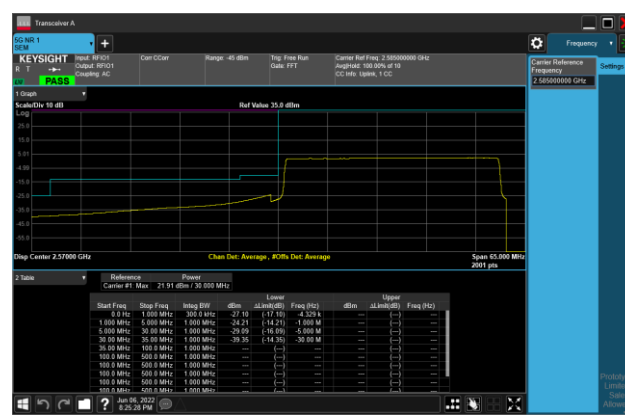 Transceiver A
5G NR 1
SEM
Frequency
KEYSIGHT
Input: RFIO1
Output: RFIO1
Coupling: AC
Corr CCorr
Range: -45 dBm
Trig: Free Run
Gate: FFT
Carrier Ref Freq: 2.585000000 GHz
Avg|Hold: 100.00% of 10
CC Info: Uplink, 1 CC
R T
PASS
Carrier Reference
Frequency
2.585000000 GHz
Settings
1 Graph
Scale/Div 10 dB
Ref Value 35.0 dBm
Log
25.0
15.0
5.01
-4.99
-15.0
-25.0
-35.0
-45.0
-55.0
Disp Center 2.57000 GHz
Chan Det: Average , #Offs Det: Average
Span 65.000 MHz
2001 pts
2 Table
Reference Power
Carrier #1 Max 21.91 dBm / 30.000 MHz
Lower Upper
Start Freq Stop Freq Integ BW dBm ΔLimit(dB) Freq (Hz) dBm ΔLimit(dB) Freq (Hz)
0.0 Hz 1.000 MHz 300.0 kHz -27.10 (-17.10) -4.329 k --- (---) ---
1.000 MHz 5.000 MHz 1.000 MHz -24.21 (-14.21) -1.000 M --- (---) ---
5.000 MHz 30.00 MHz 1.000 MHz -29.09 (-16.09) -5.000 M --- (---) ---
30.00 MHz 35.00 MHz 1.000 MHz -39.35 (-14.35) -30.00 M --- (---) ---
35.00 MHz 100.0 MHz 1.000 MHz --- (---) --- --- (---) ---
100.0 MHz 500.0 MHz 1.000 MHz --- (---) --- --- (---) ---
100.0 MHz 500.0 MHz 1.000 MHz --- (---) --- --- (---) ---
100.0 MHz 500.0 MHz 1.000 MHz --- (---) --- --- (---) ---
100.0 MHz 500.0 MHz 1.000 MHz --- (---) --- --- (---) ---
Jun 06, 2022
8:25:28 PM
?